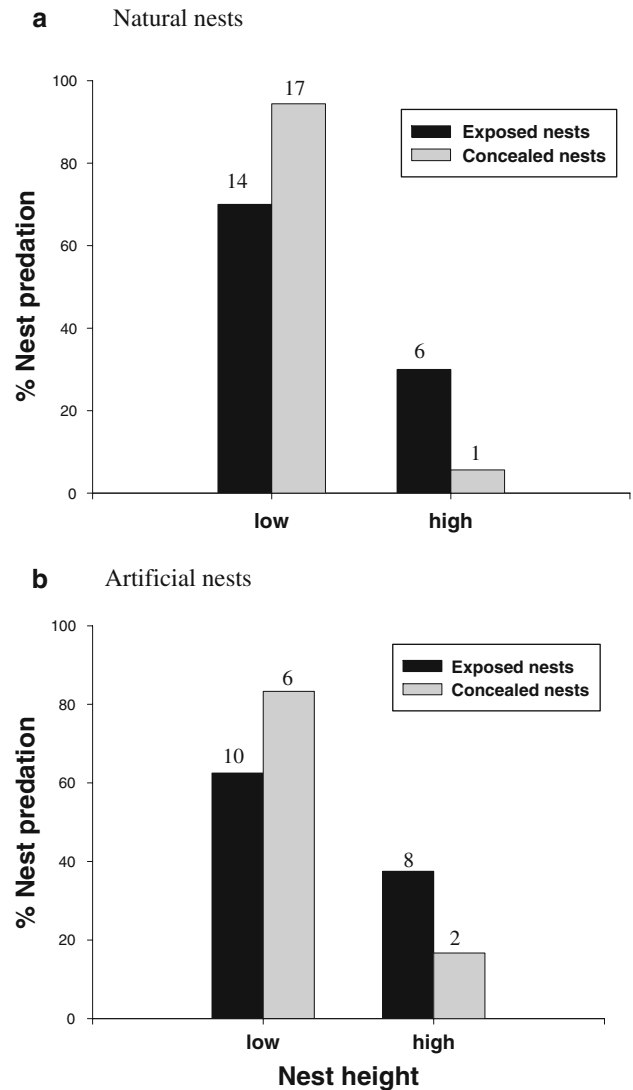 a Natural nests
% Nest predation
100
80
60
40
20
0
14
17
6
1
Exposed nests
Concealed nests
low high
b Artificial nests
% Nest predation
100
80
60
40
20
0
10
6
8
2
Exposed nests
Concealed nests
low high
Nest height